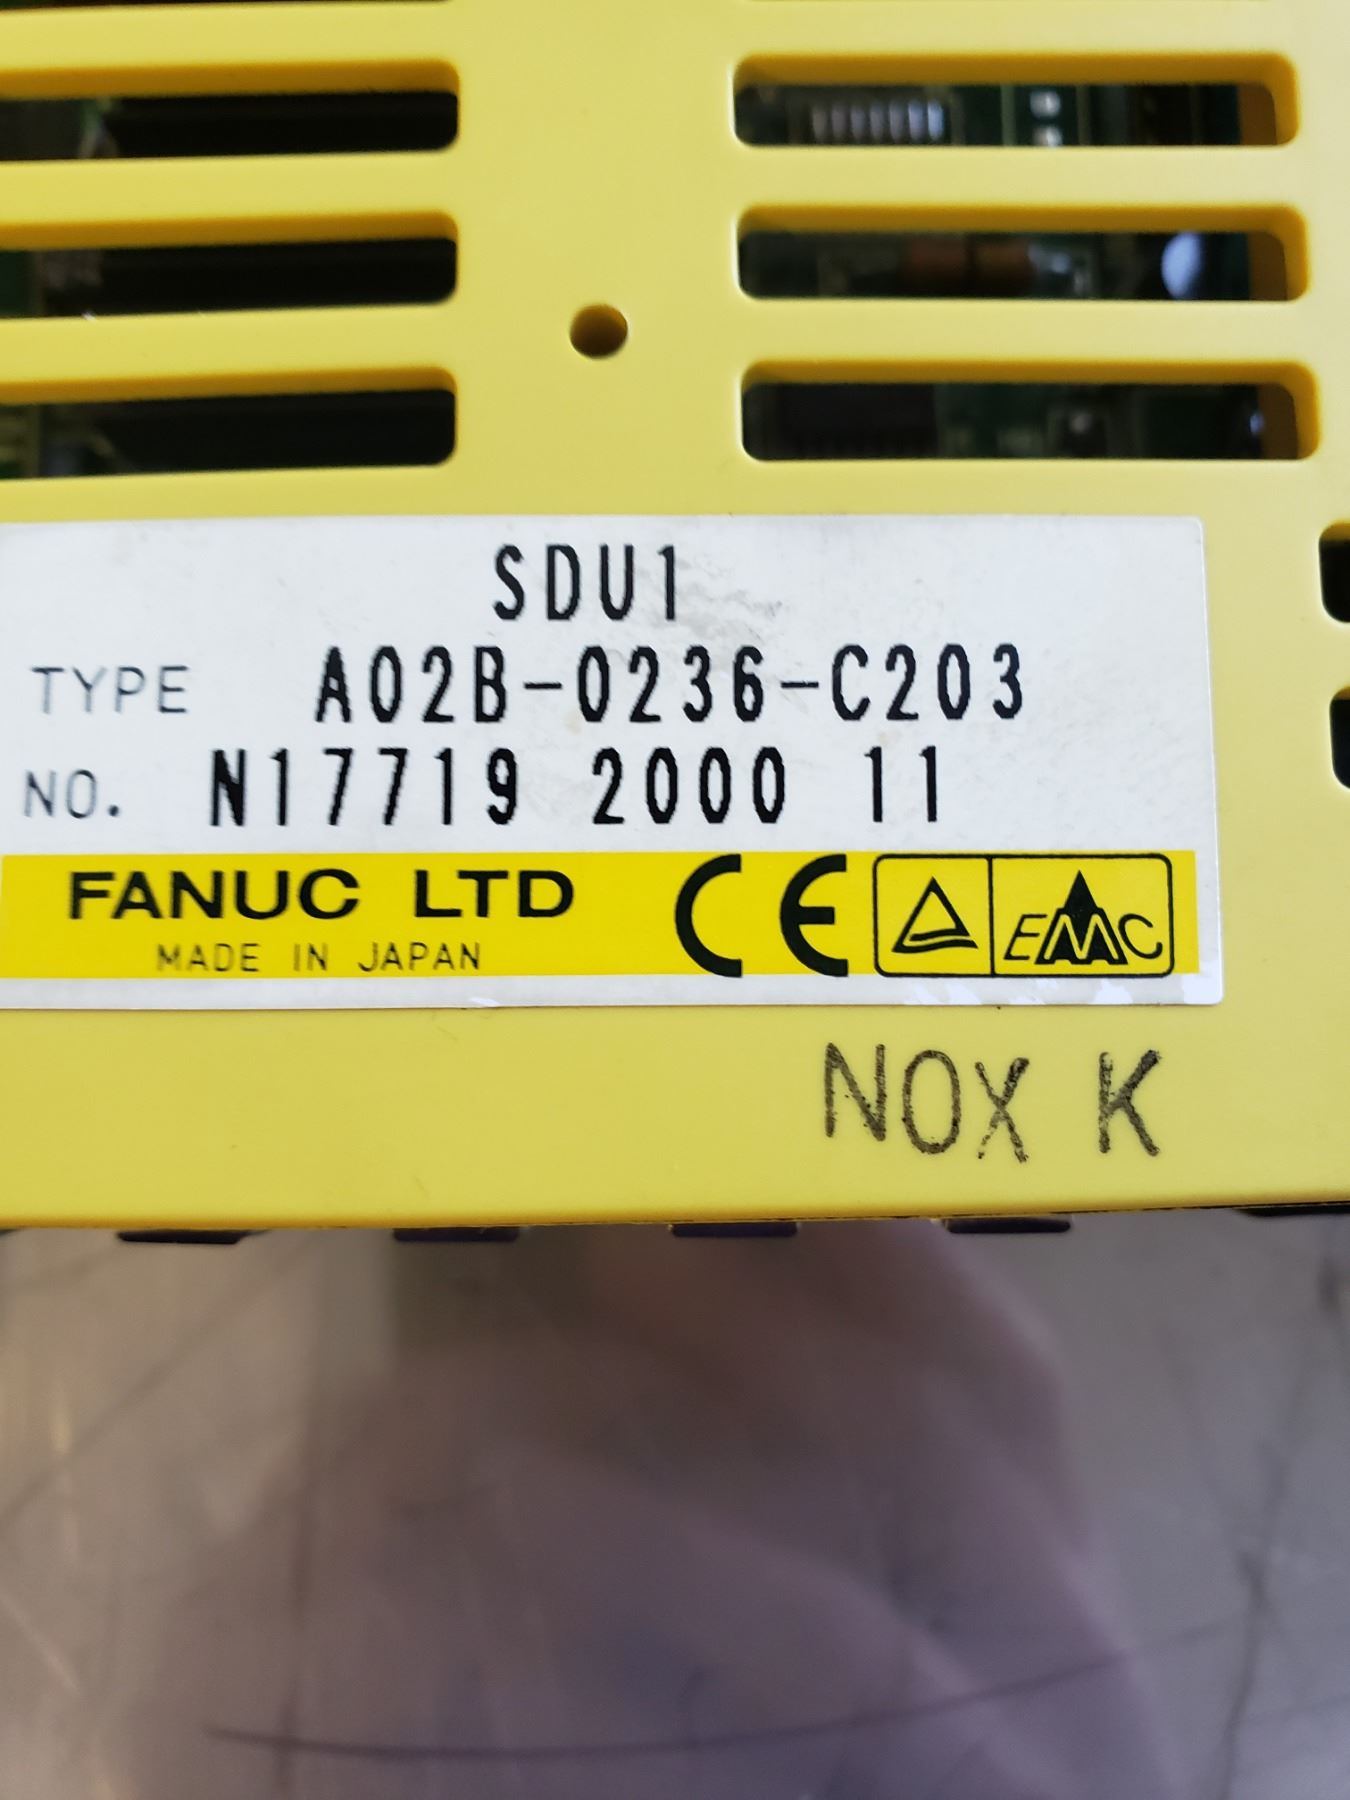 SDU1
TYPE A02B-0236-C203
NO. N17719 2000 11
FANUC LTD CE
MADE IN JAPAN EMC
NOX K